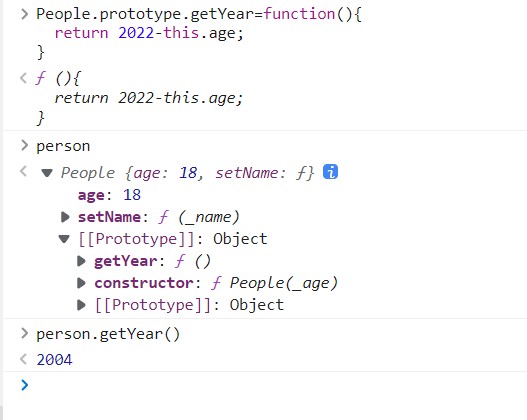 > People.prototype.getYear=function(){
    return 2022-this.age;
  }
< ƒ (){
    return 2022-this.age;
  }
> person
< ▼ People {age: 18, setName: ƒ} i
    age: 18
  ▶ setName: ƒ (_name)
  ▼ [[Prototype]]: Object
    ▶ getYear: ƒ ()
    ▶ constructor: ƒ People(_age)
    ▶ [[Prototype]]: Object
> person.getYear()
< 2004
>